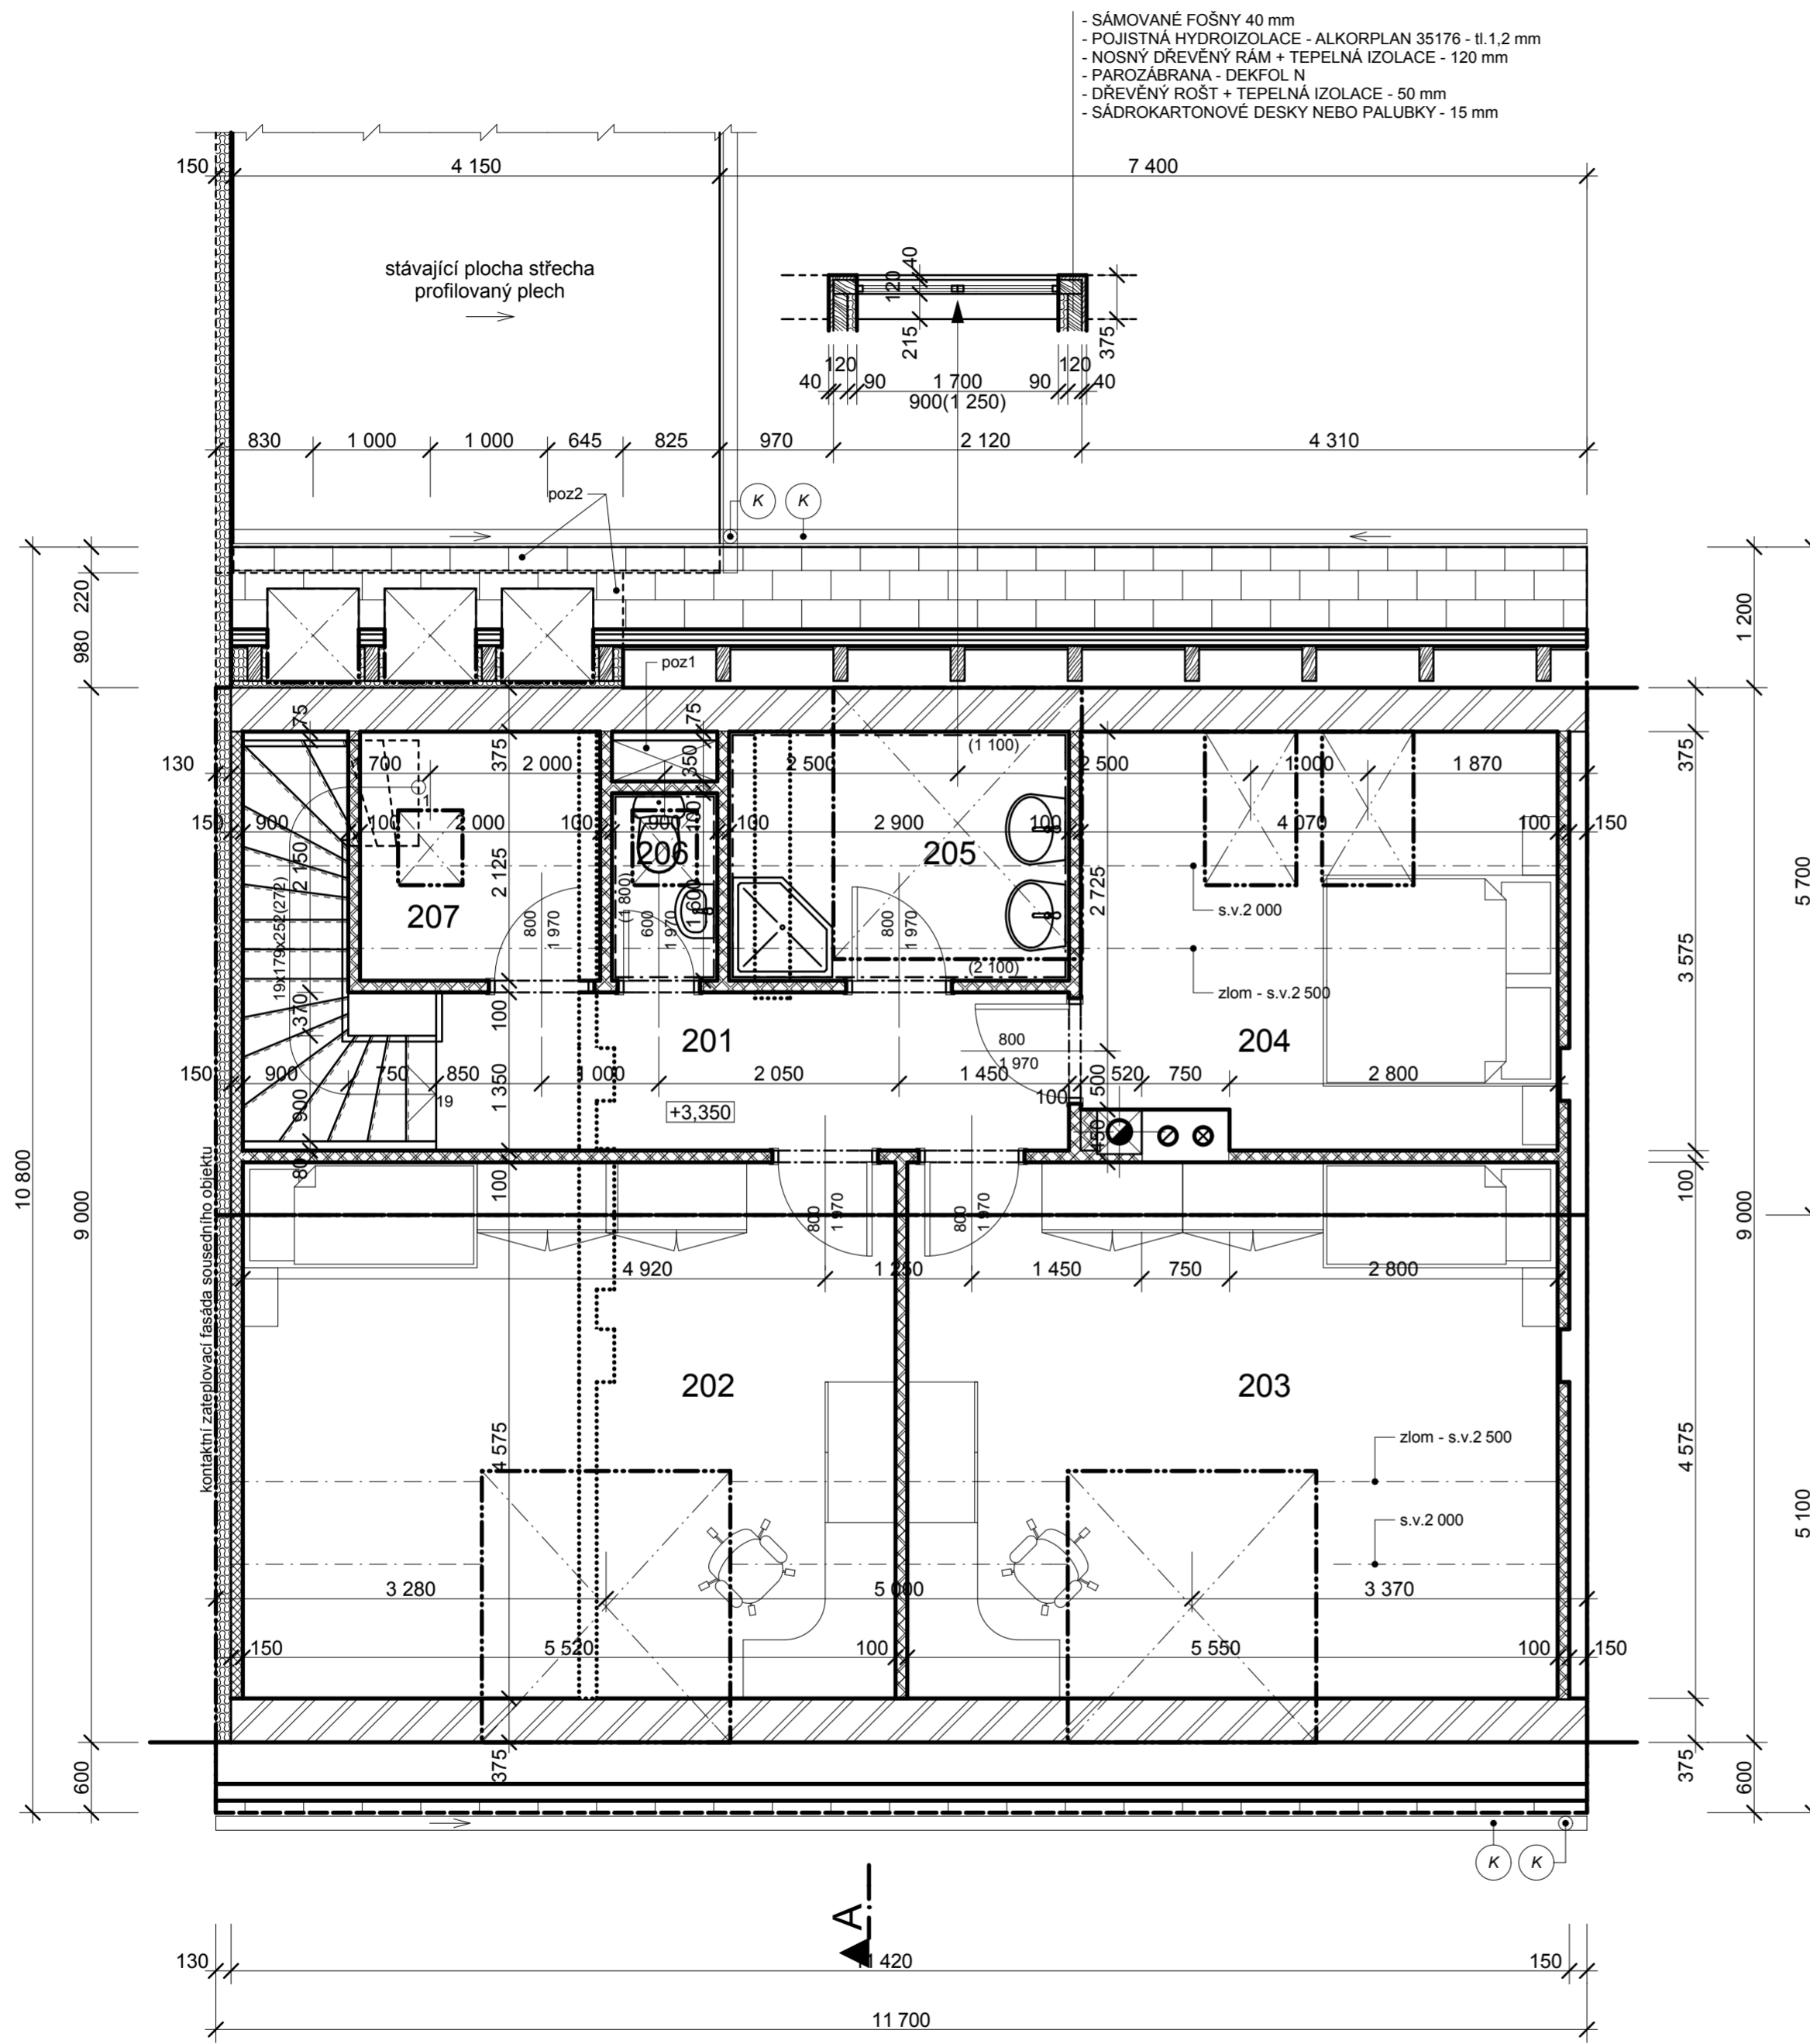 - SÁMOVANÉ FOŠNY 40 mm
- POJISTNÁ HYDROIZOLACE - ALKORPLAN 35176 - tl.1,2 mm
- NOSNÝ DŘEVĚNÝ RÁM + TEPELNÁ IZOLACE - 120 mm
- PAROZÁBRANA - DEKFOL N
- DŘEVĚNÝ ROŠT + TEPELNÁ IZOLACE - 50 mm
- SÁDROKARTONOVÉ DESKY NEBO PALUBKY - 15 mm
150 4 150 7 400
stávající plocha střecha
profilovaný plech
40
120
215
375
120 120
40 90 1 700 90 40
900(1 250)
830 1 000 1 000 645 825 970 2 120 4 310
poz2
K K
220
980
1 200
poz1
75
375
75
350
(1 100)
375
130 700 2 000 2 500 2 500 1 000 1 870
1
150 900 100 2 000 100 900 100 2 900 100 4 070 100 150
100
206 205
2 150
2 125
(1 800)
1 600
2 725
207
800
1 970
600
1 970
800
1 970
s.v.2 000
(2 100)
zlom - s.v.2 500
19x179x252(272)
370
100
201
204
800
1 970
150 900 750 850 1 000 2 050 1 450 520 750 2 800
1 350
500
100
19
+3,350
900
450
80
100
100
3 575
5 700
10 800
9 000
9 000
kontaktní zateplovací fasáda sousedního objektu
800
1 970
800
1 970
4 920 1 250 1 450 750 2 800
202 203
4 575
4 575
zlom - s.v.2 500
s.v.2 000
5 100
3 280 5 000 3 370
150 5 520 100 5 550 100 150
375
375
600
600
K K
A
130 11 420 150
11 700